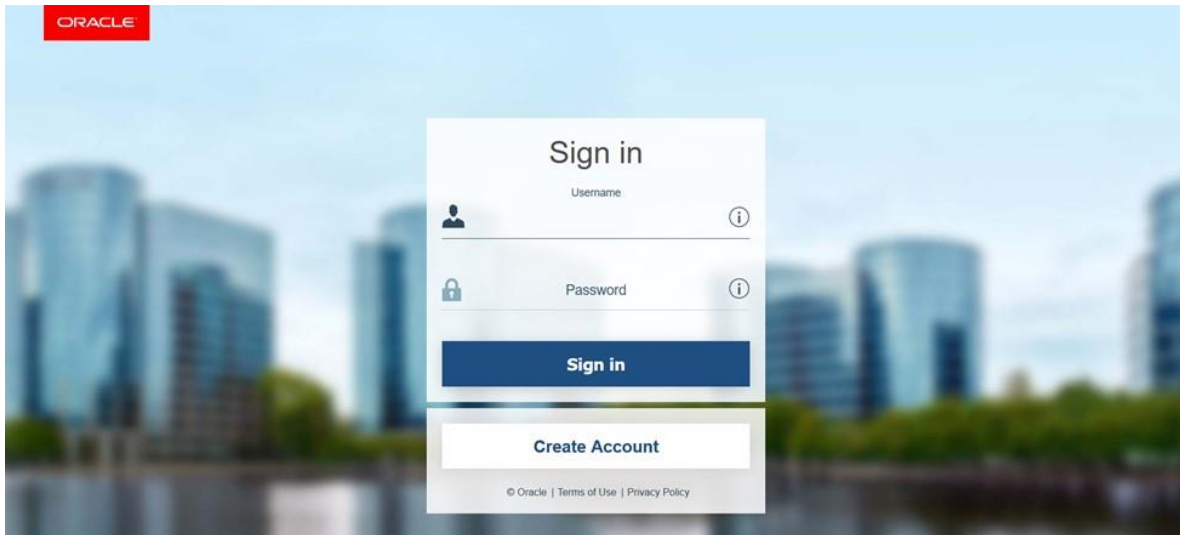 ORACLE
Sign in
Username
Password
Sign in
Create Account
© Oracle | Terms of Use | Privacy Policy